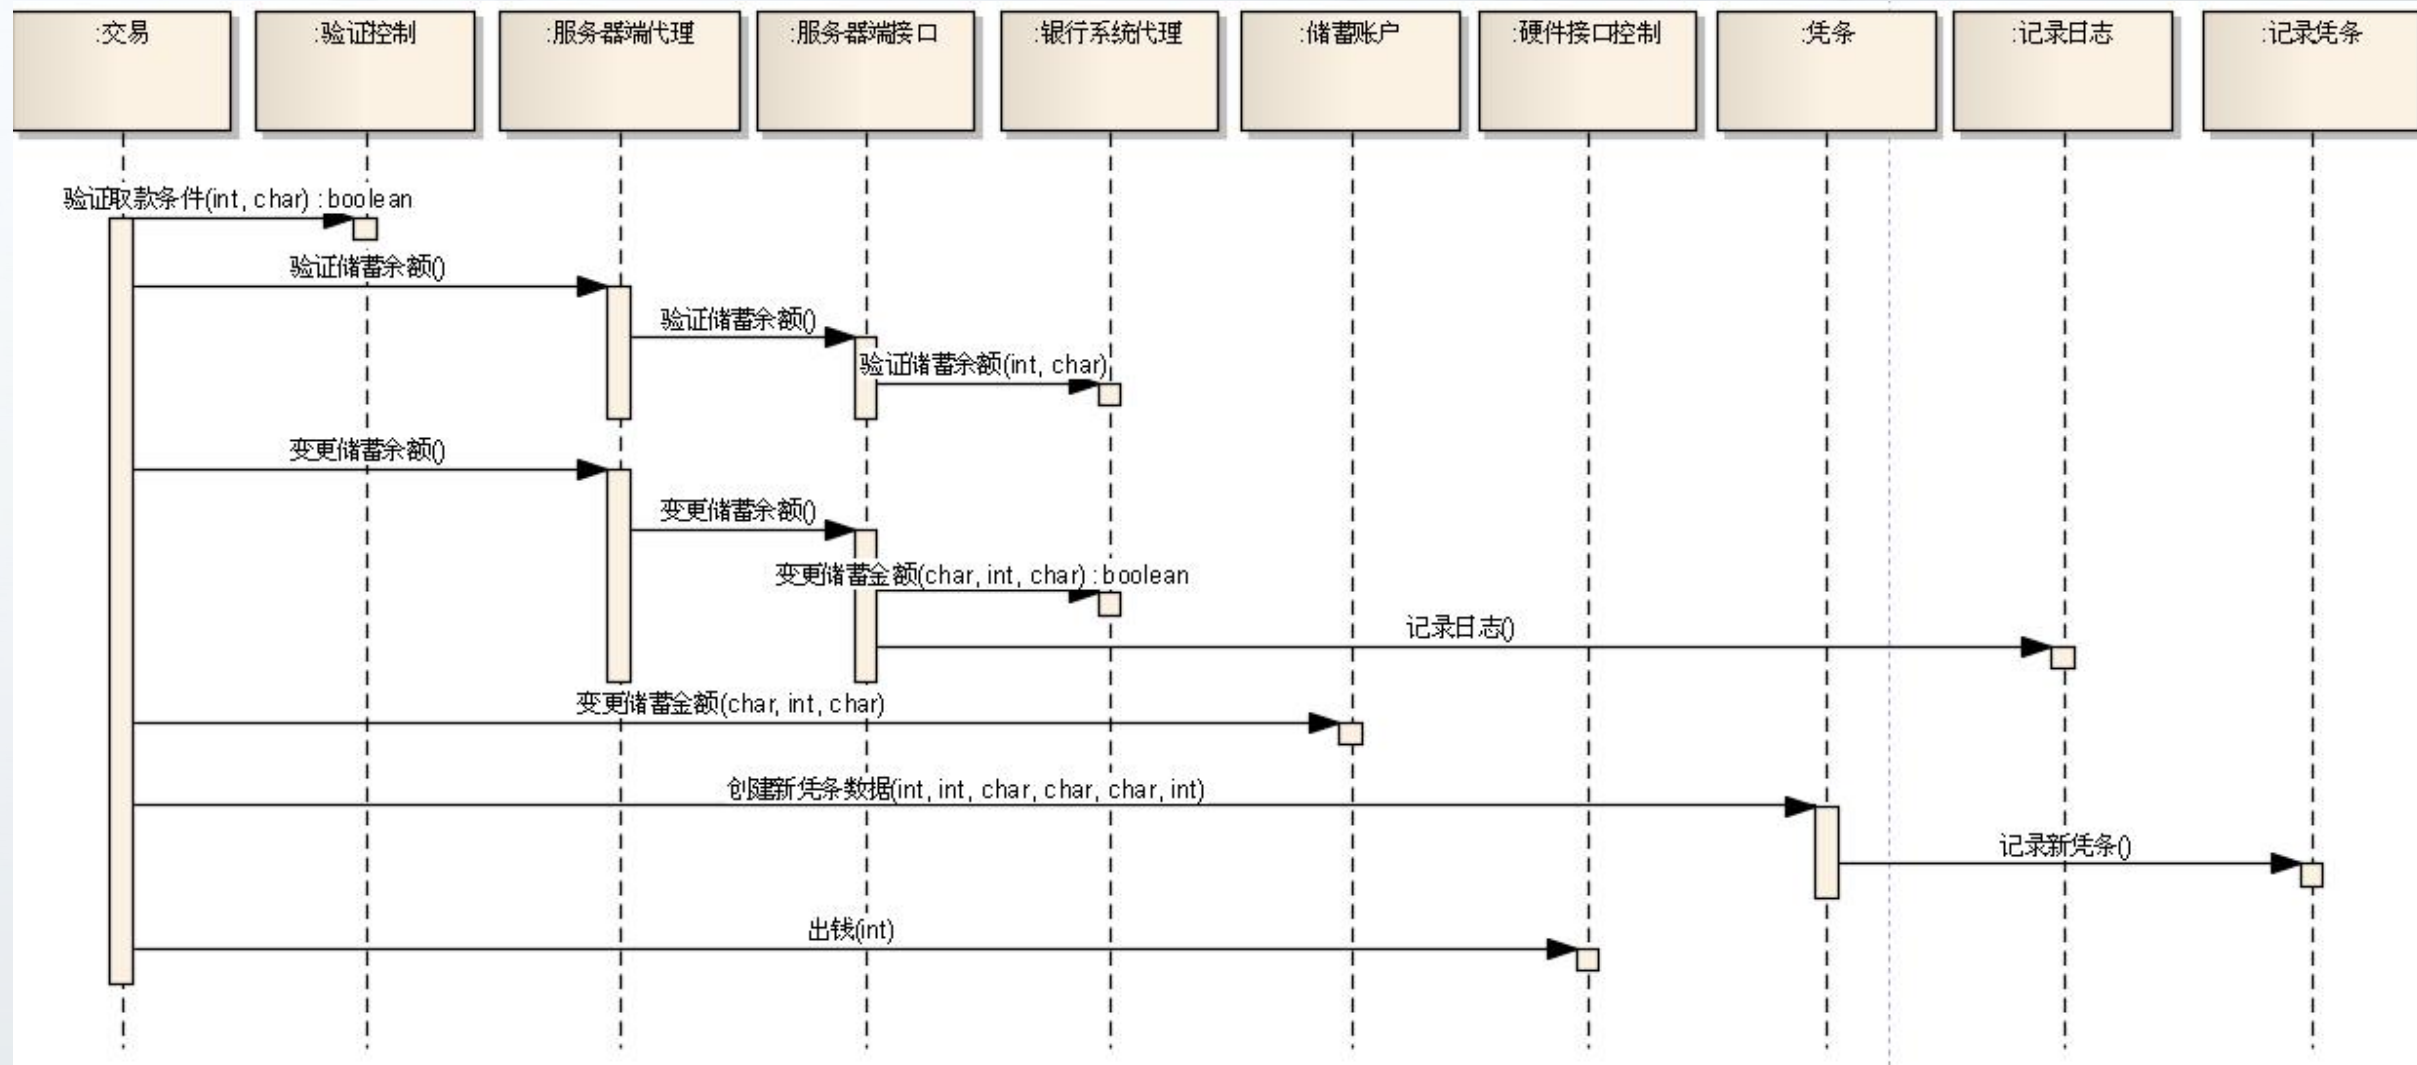 :交易
:验证控制
:服务器端代理
:服务器端接口
:银行系统代理
:储蓄账户
:硬件接口控制
:凭条
:记录日志
:记录凭条
验证取款条件(int, char) : boolean
验证储蓄余额()
验证储蓄余额()
验证储蓄余额(int, char)
变更储蓄余额()
变更储蓄余额()
变更储蓄金额(char, int, char) : boolean
记录日志()
变更储蓄金额(char, int, char)
创建新凭条数据(int, int, char, char, char, int)
记录新凭条()
出钱(int)